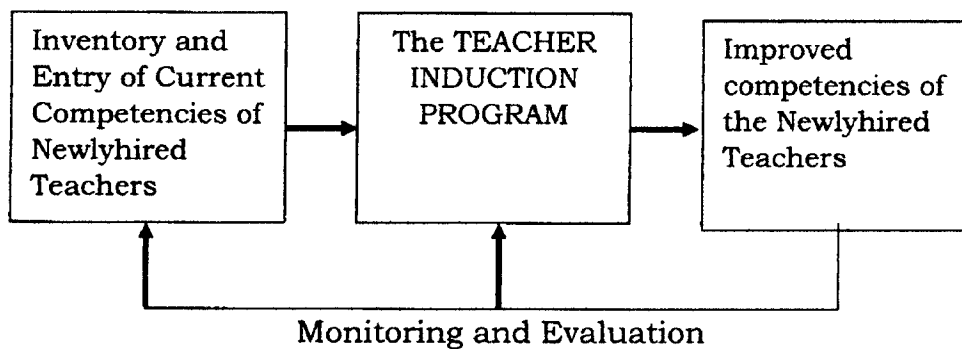 Inventory and
Entry of Current
Competencies of
Newlyhired
Teachers
The TEACHER
INDUCTION
PROGRAM
Improved
competencies of
the Newlyhired
Teachers
Monitoring and Evaluation